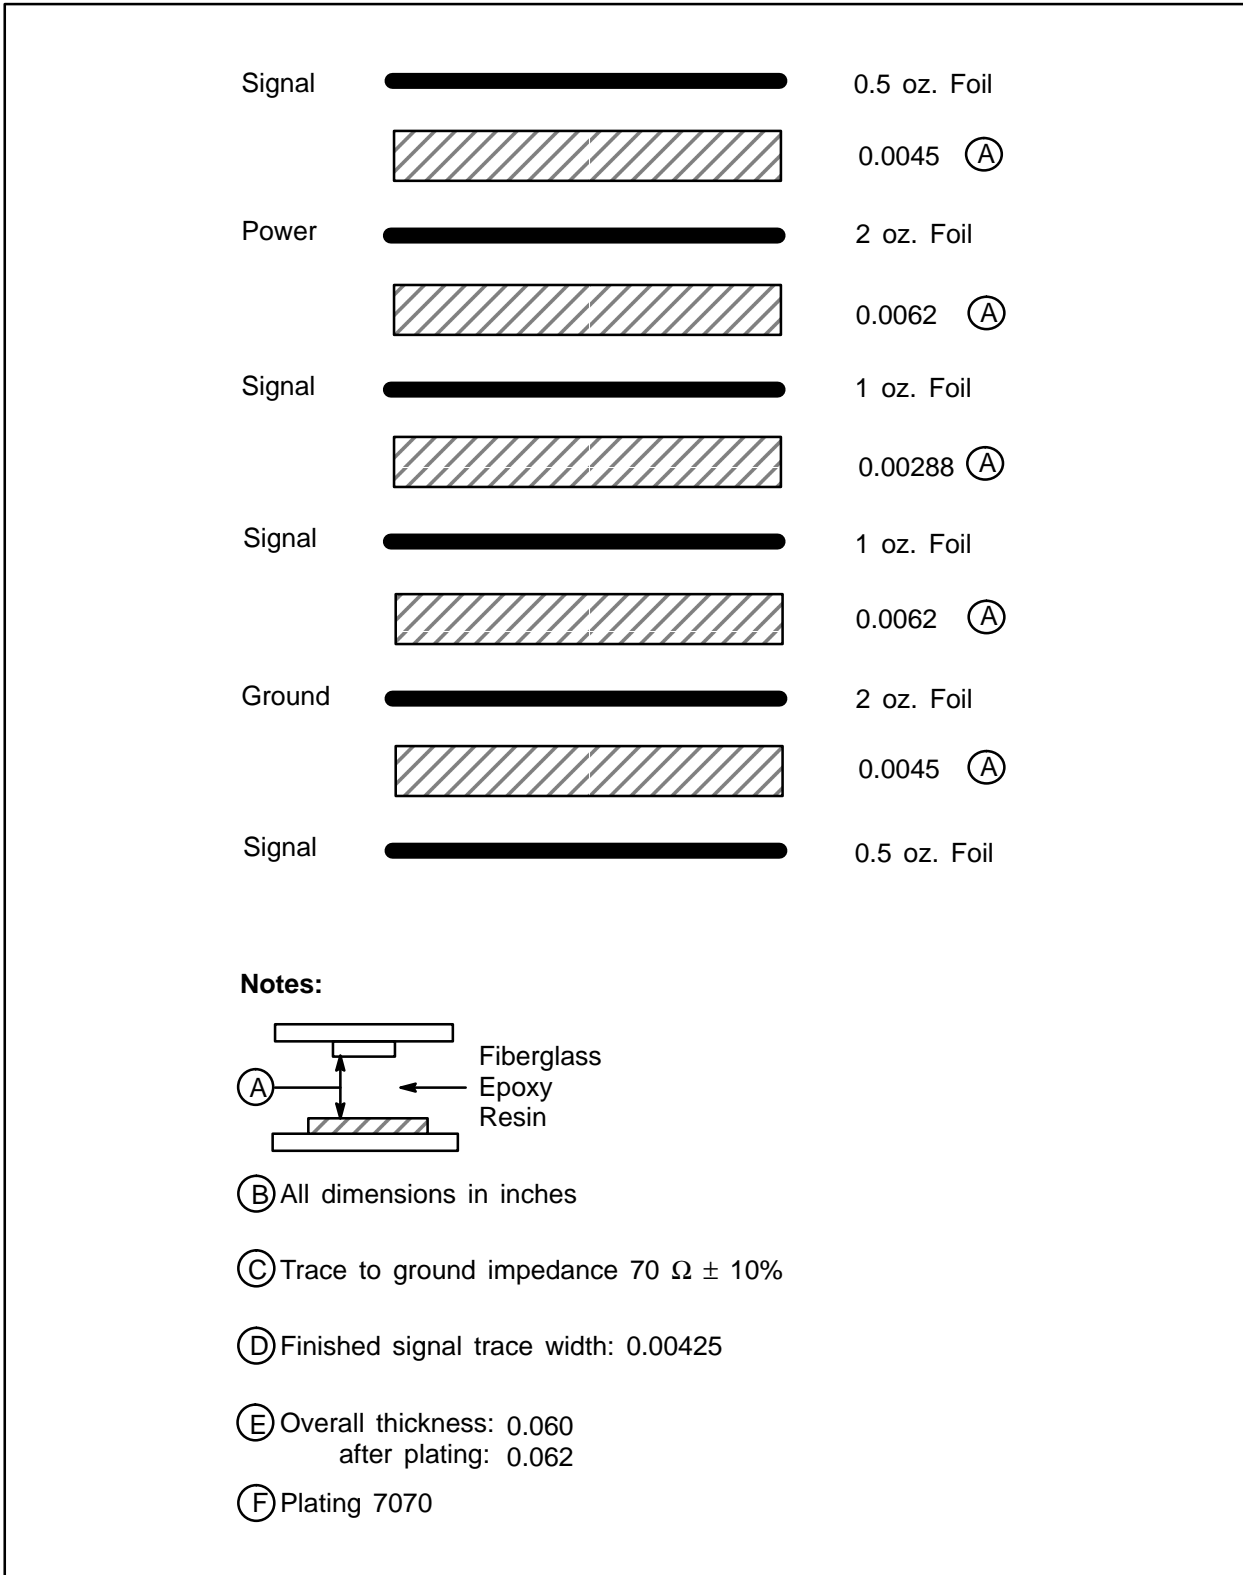 Signal 0.5 oz. Foil
0.0045 A
Power 2 oz. Foil
0.0062 A
Signal 1 oz. Foil
0.00288 A
Signal 1 oz. Foil
0.0062 A
Ground 2 oz. Foil
0.0045 A
Signal 0.5 oz. Foil
Notes:
Fiberglass
A Epoxy
Resin
B All dimensions in inches
C Trace to ground impedance 70 Ω ± 10%
D Finished signal trace width: 0.00425
E Overall thickness: 0.060
after plating: 0.062
F Plating 7070